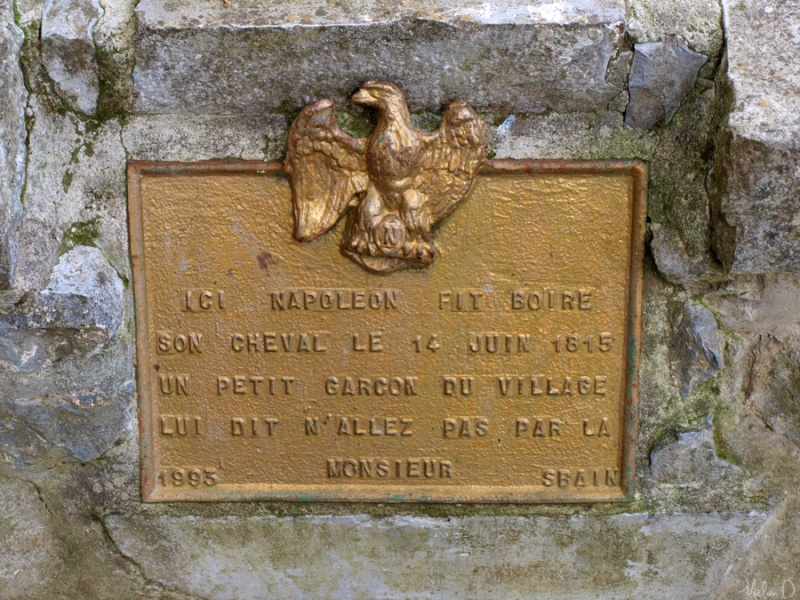 N
ICI NAPOLEON FIT BOIRE
SON CHEVAL LE 14 JUIN 1815
UN PETIT GARCON DU VILLAGE
LUI DIT N'ALLEZ PAS PAR LA
1993 MONSIEUR SBAIN